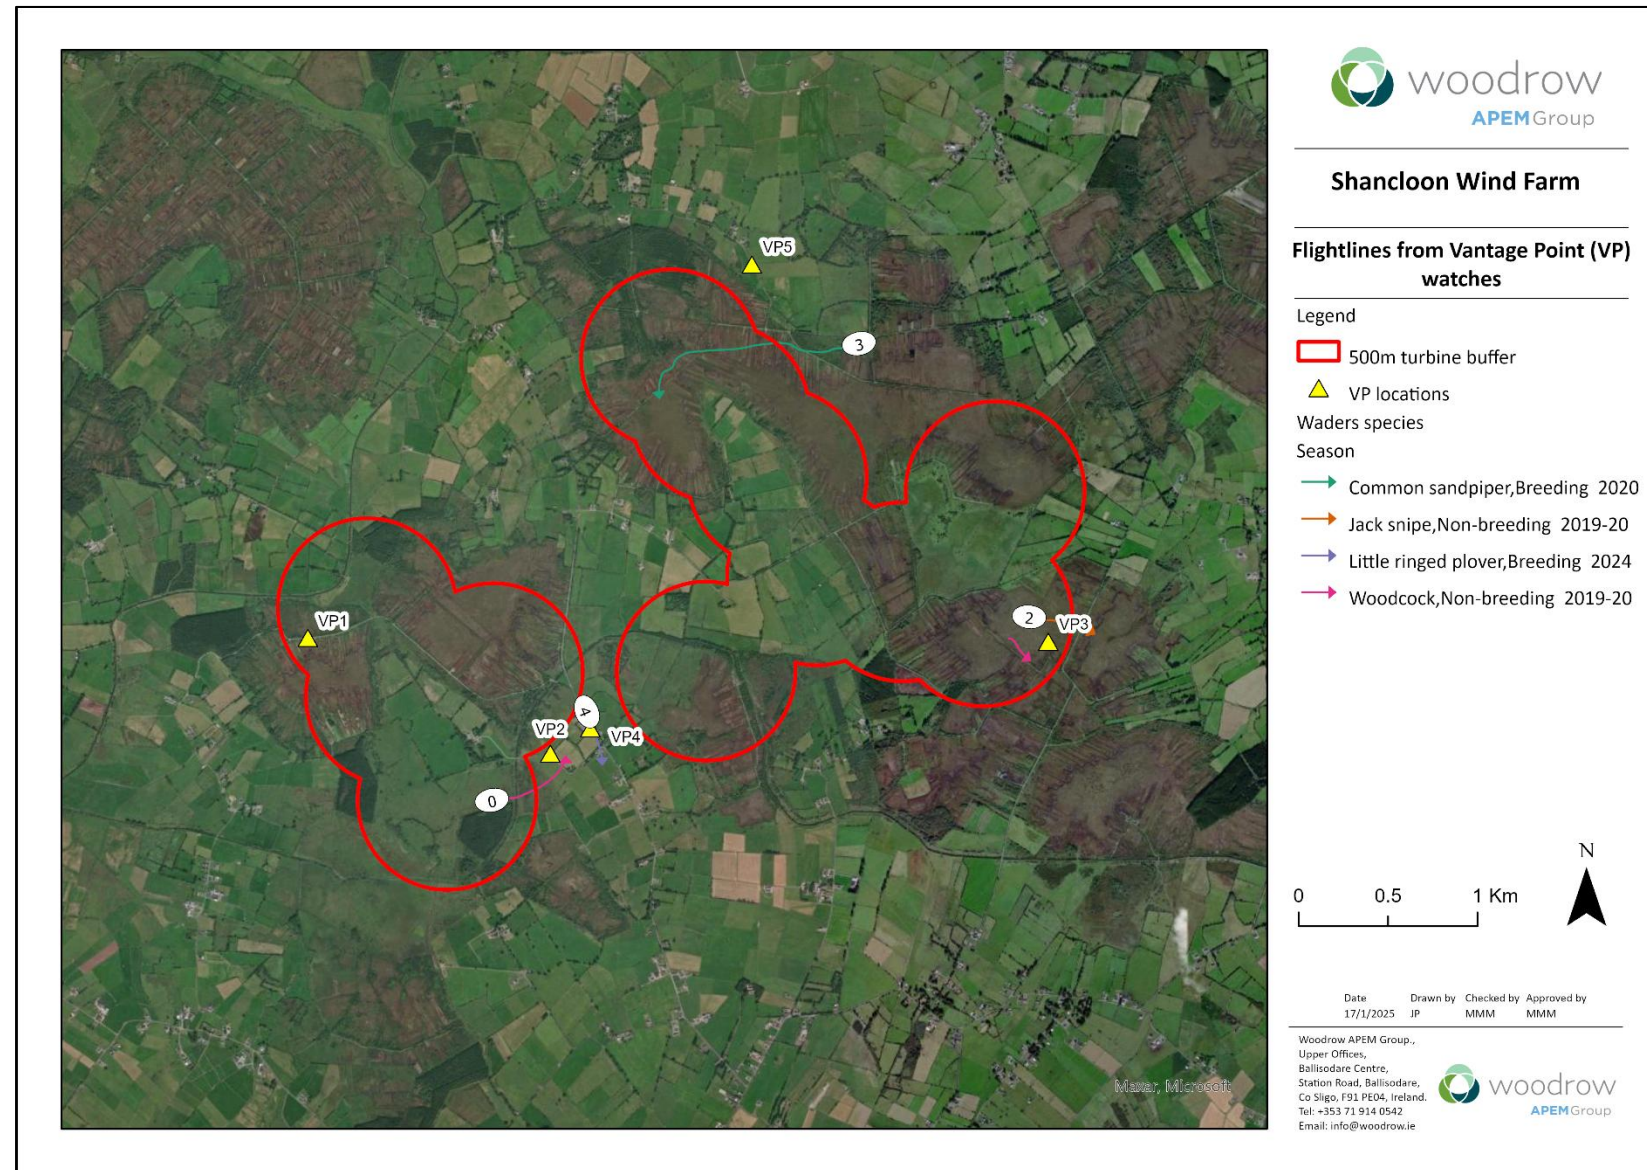 woodrow
APEMGroup
Shancloon Wind Farm
Flightlines from Vantage Point (VP)
watches
Legend
500m turbine buffer
VP locations
Waders species
Season
Common sandpiper,Breeding 2020
Jack snipe,Non-breeding 2019-20
Little ringed plover,Breeding 2024
Woodcock,Non-breeding 2019-20
VP5
3
VP1
2
VP3
4
VP2
VP4
0
Maxar, Microsoft
N
0 0.5 1 Km
Date Drawn by Checked by Approved by
17/1/2025 JP MMM MMM
Woodrow APEM Group.,
Upper Offices,
Ballisodare Centre,
Station Road, Ballisodare,
Co Sligo, F91 PE04, Ireland.
Tel: +353 71 914 0542
Email: info@woodrow.ie
woodrow
APEMGroup